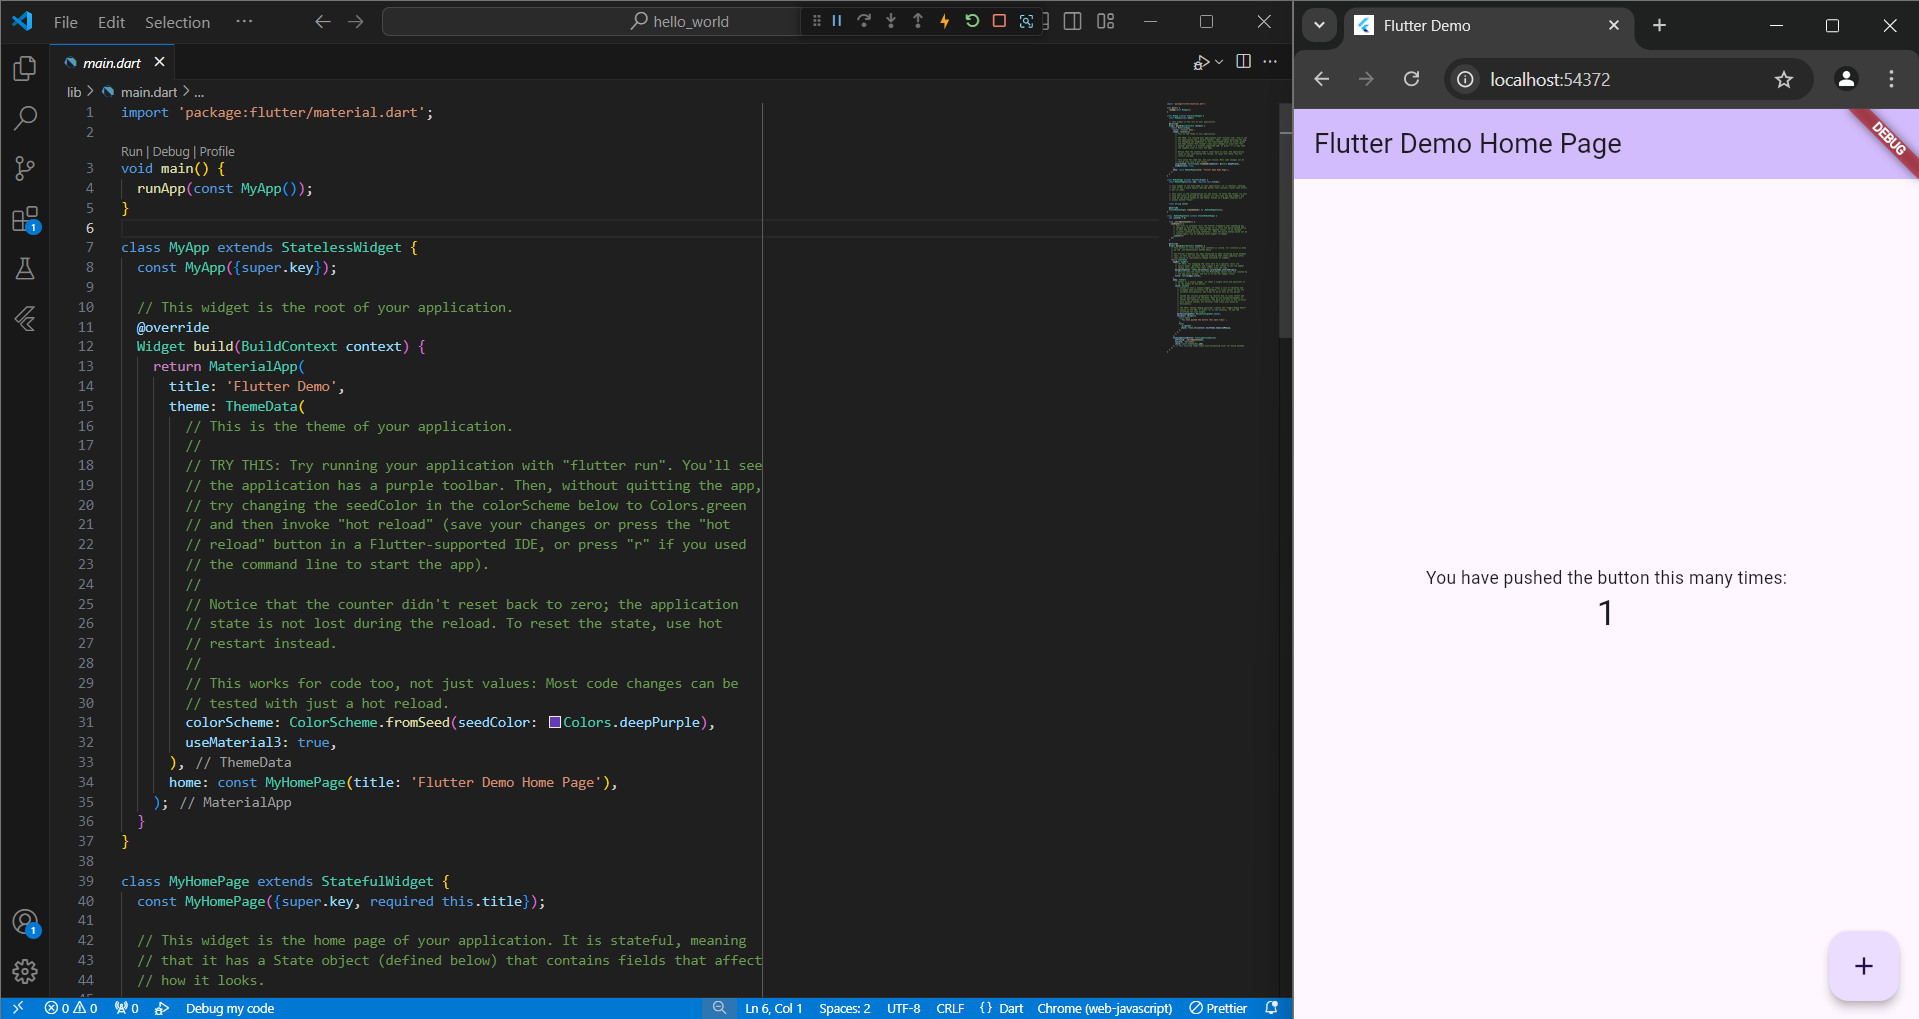 File Edit Selection ···
hello_world
main.dart
lib > main.dart > ...
1 import 'package:flutter/material.dart';
2
Run | Debug | Profile
3 void main() {
4 runApp(const MyApp());
5 }
6
7 class MyApp extends StatelessWidget {
8 const MyApp({super.key});
9
10 // This widget is the root of your application.
11 @override
12 Widget build(BuildContext context) {
13 return MaterialApp(
14 title: 'Flutter Demo',
15 theme: ThemeData(
16 // This is the theme of your application.
17 //
18 // TRY THIS: Try running your application with "flutter run". You'll see
19 // the application has a purple toolbar. Then, without quitting the app,
20 // try changing the seedColor in the colorScheme below to Colors.green
21 // and then invoke "hot reload" (save your changes or press the "hot
22 // reload" button in a Flutter-supported IDE, or press "r" if you used
23 // the command line to start the app).
24 //
25 // Notice that the counter didn't reset back to zero; the application
26 // state is not lost during the reload. To reset the state, use hot
27 // restart instead.
28 //
29 // This works for code too, not just values: Most code changes can be
30 // tested with just a hot reload.
31 colorScheme: ColorScheme.fromSeed(seedColor: Colors.deepPurple),
32 useMaterial3: true,
33 ), // ThemeData
34 home: const MyHomePage(title: 'Flutter Demo Home Page'),
35 ); // MaterialApp
36 }
37 }
38
39 class MyHomePage extends StatefulWidget {
40 const MyHomePage({super.key, required this.title});
41
42 // This widget is the home page of your application. It is stateful, meaning
43 // that it has a State object (defined below) that contains fields that affect
44 // how it looks.
1
1
0 0 0 Debug my code Ln 6, Col 1 Spaces: 2 UTF-8 CRLF {} Dart Chrome (web-javascript) Prettier
Flutter Demo
localhost:54372
Flutter Demo Home Page
DEBUG
You have pushed the button this many times:
1
+